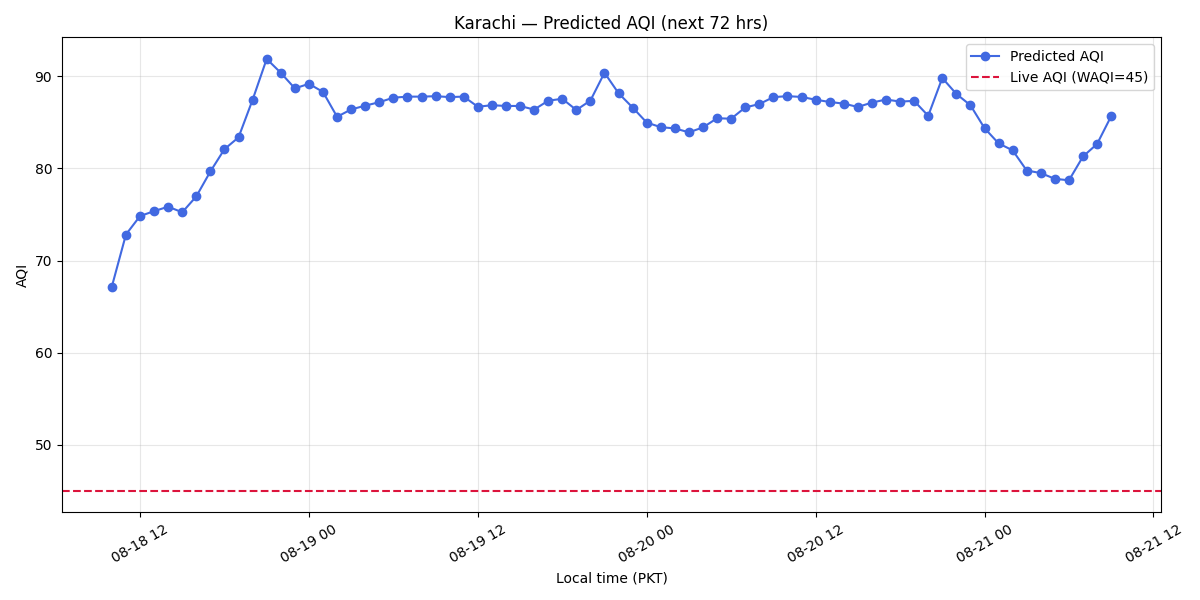 Karachi — Predicted AQI (next 72 hrs)
Predicted AQI
Live AQI (WAQI=45)
AQI
90
80
70
60
50
08-18 12
08-19 00
08-19 12
08-20 00
08-20 12
08-21 00
08-21 12
Local time (PKT)